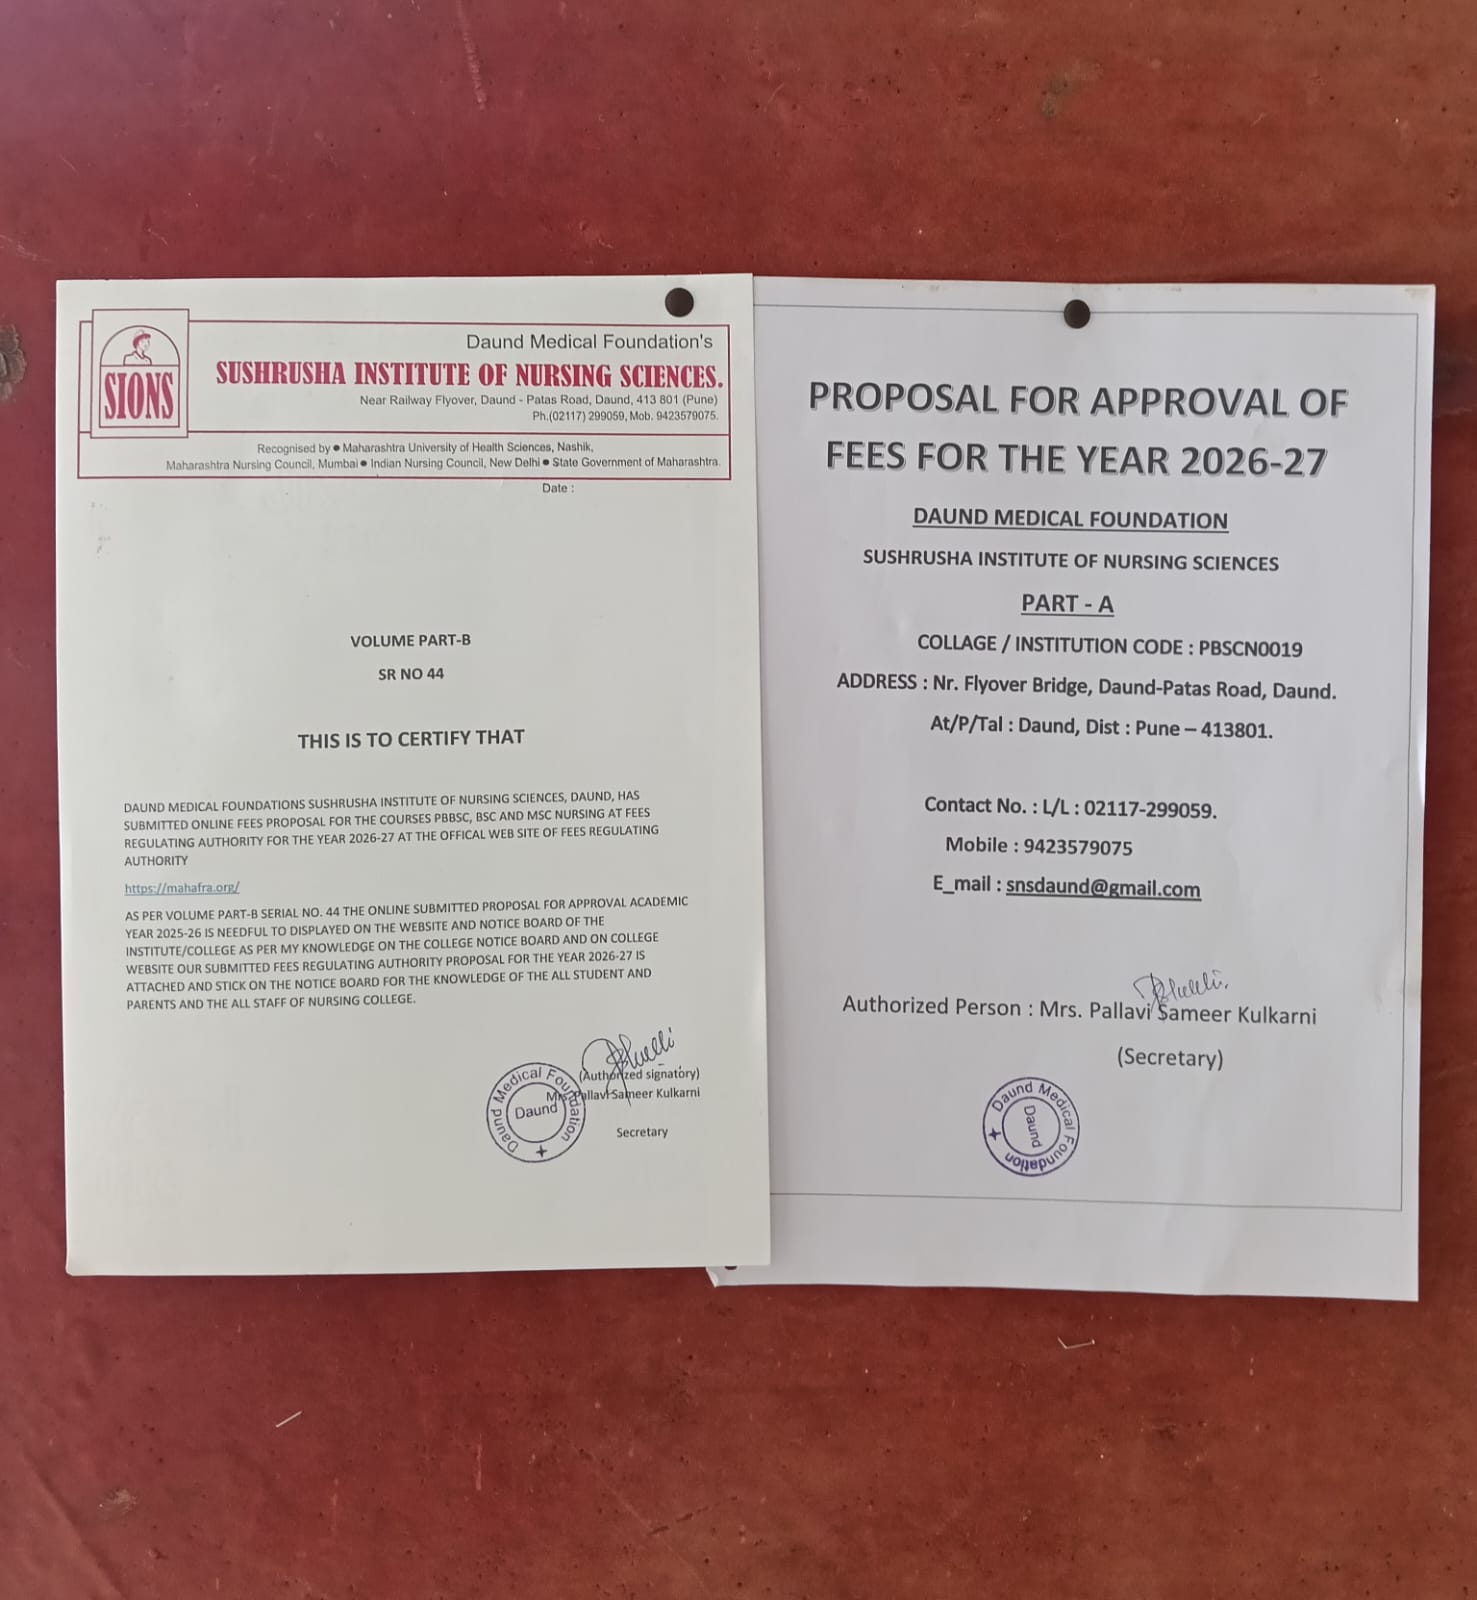 SIONS
Daund Medical Foundation's
SUSHRUSHA INSTITUTE OF NURSING SCIENCES.
Near Railway Flyover, Daund - Patas Road, Daund, 413 801 (Pune)
Ph.(02117) 299059, Mob. 9423579075.
Recognised by ● Maharashtra University of Health Sciences, Nashik,
Maharashtra Nursing Council, Mumbai ● Indian Nursing Council, New Delhi ● State Government of Maharashtra.
Date :
VOLUME PART-B
SR NO 44
THIS IS TO CERTIFY THAT
DAUND MEDICAL FOUNDATIONS SUSHRUSHA INSTITUTE OF NURSING SCIENCES, DAUND, HAS
SUBMITTED ONLINE FEES PROPOSAL FOR THE COURSES PBBSC, BSC AND MSC NURSING AT FEES
REGULATING AUTHORITY FOR THE YEAR 2026-27 AT THE OFFICAL WEB SITE OF FEES REGULATING
AUTHORITY
https://mahafra.org/
AS PER VOLUME PART-B SERIAL NO. 44 THE ONLINE SUBMITTED PROPOSAL FOR APPROVAL ACADEMIC
YEAR 2025-26 IS NEEDFUL TO DISPLAYED ON THE WEBSITE AND NOTICE BOARD OF THE
INSTITUTE/COLLEGE AS PER MY KNOWLEDGE ON THE COLLEGE NOTICE BOARD AND ON COLLEGE
WEBSITE OUR SUBMITTED FEES REGULATING AUTHORITY PROPOSAL FOR THE YEAR 2026-27 IS
ATTACHED AND STICK ON THE NOTICE BOARD FOR THE KNOWLEDGE OF THE ALL STUDENT AND
PARENTS AND THE ALL STAFF OF NURSING COLLEGE.
(Authorized signatory)
Mrs. Pallavi Sameer Kulkarni
Secretary
Daund Medical Foundation
Daund
PROPOSAL FOR APPROVAL OF
FEES FOR THE YEAR 2026-27
DAUND MEDICAL FOUNDATION
SUSHRUSHA INSTITUTE OF NURSING SCIENCES
PART - A
COLLAGE / INSTITUTION CODE : PBSCN0019
ADDRESS : Nr. Flyover Bridge, Daund-Patas Road, Daund.
At/P/Tal : Daund, Dist : Pune – 413801.
Contact No. : L/L : 02117-299059.
Mobile : 9423579075
E_mail : snsdaund@gmail.com
Authorized Person : Mrs. Pallavi Sameer Kulkarni
(Secretary)
Daund Medical Foundation
Daund